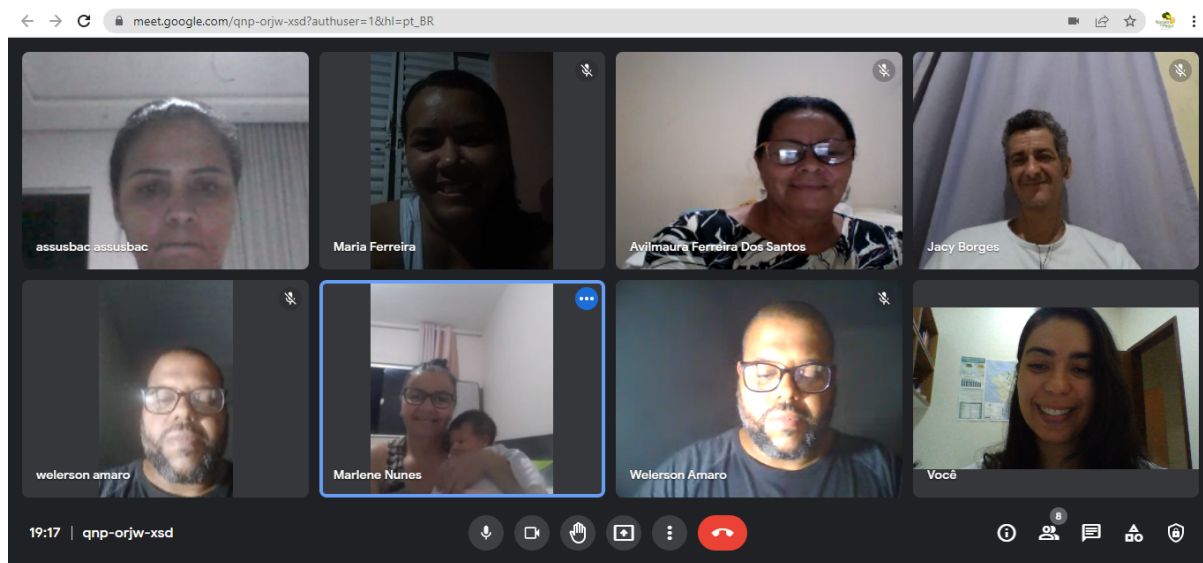 meet.google.com/qnp-orjw-xsd?authuser=1&hl=pt_BR
assusbac assusbac
Maria Ferreira
Avilmaura Ferreira Dos Santos
Jacy Borges
welerson amaro
Marlene Nunes
Welerson Amaro
Você
19:17 | qnp-orjw-xsd
8